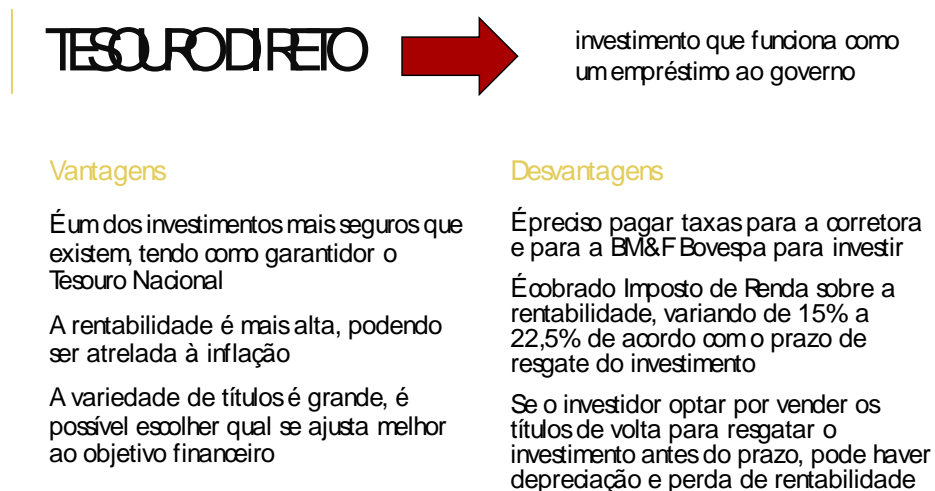 TESOURO DIRETO
investimento que funciona como
um empréstimo ao governo
Vantagens
É um dos investimentos mais seguros que
existem, tendo como garantidor o
Tesouro Nacional
A rentabilidade é mais alta, podendo
ser atrelada à inflação
A variedade de títulos é grande, é
possível escolher qual se ajusta melhor
ao objetivo financeiro
Desvantagens
É preciso pagar taxas para a corretora
e para a BM&F Bovespa para investir
É cobrado Imposto de Renda sobre a
rentabilidade, variando de 15% a
22,5% de acordo com o prazo de
resgate do investimento
Se o investidor optar por vender os
títulos de volta para resgatar o
investimento antes do prazo, pode haver
depreciação e perda de rentabilidade